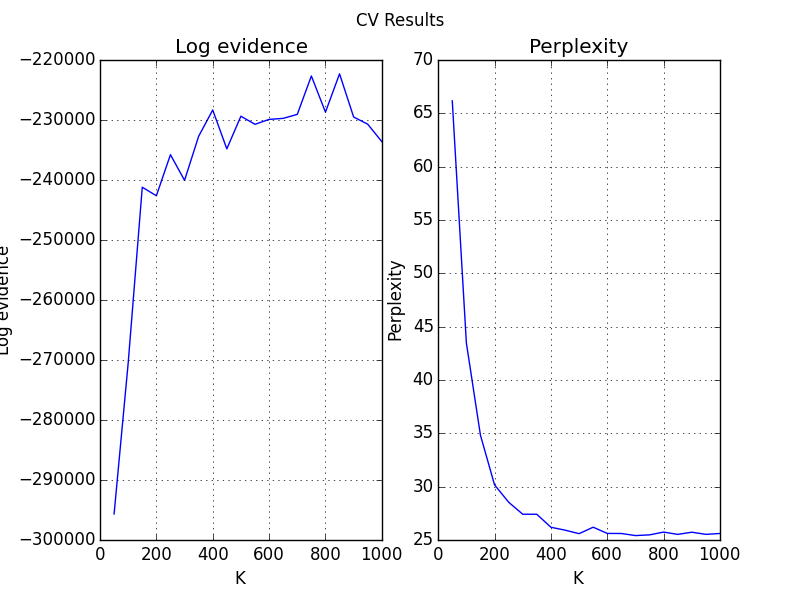 CV Results
Log evidence
Perplexity
−220000
−230000
−240000
−250000
−260000
−270000
−280000
−290000
−300000
Log evidence
0 200 400 600 800 1000
K
70
65
60
55
50
45
40
35
30
25
Perplexity
0 200 400 600 800 1000
K